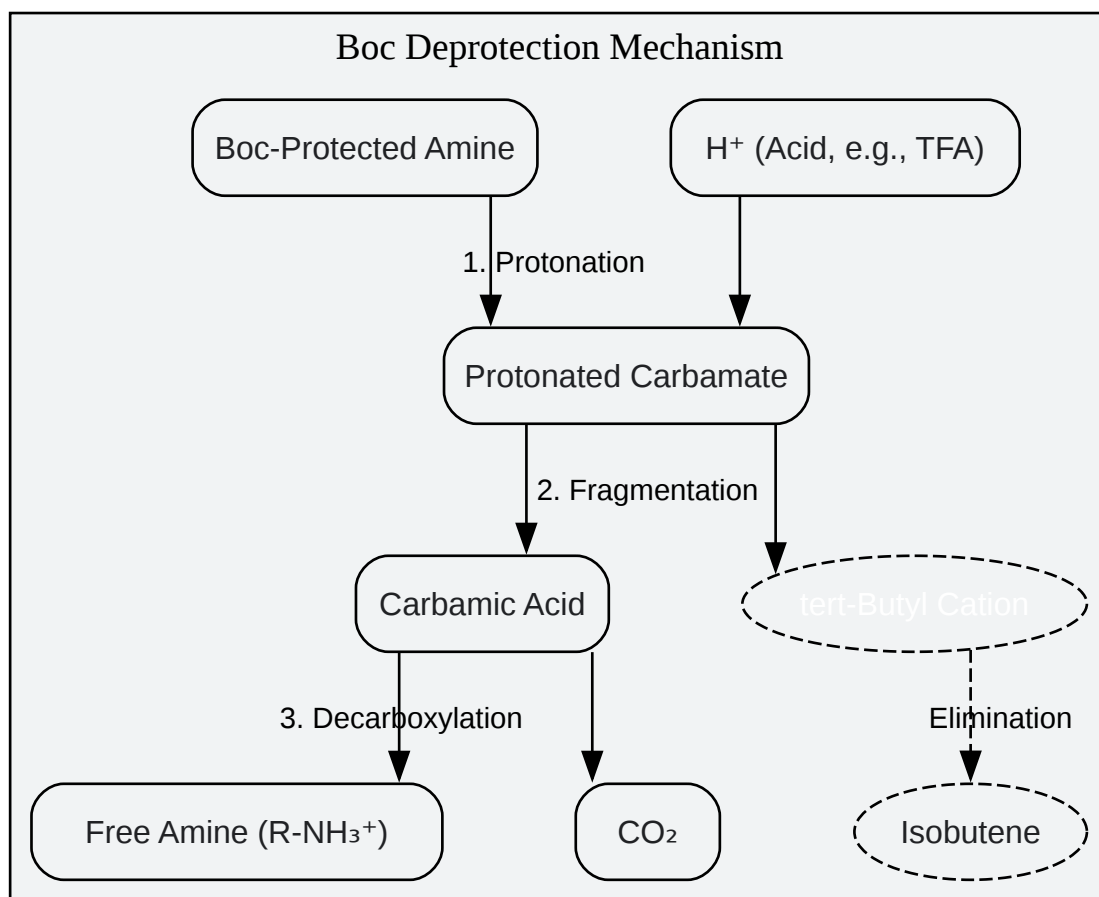 Boc Deprotection Mechanism
Boc-Protected Amine
H⁺ (Acid, e.g., TFA)
1. Protonation
Protonated Carbamate
2. Fragmentation
Carbamic Acid
tert-Butyl Cation
3. Decarboxylation
Elimination
Free Amine (R-NH₃⁺)
CO₂
Isobutene